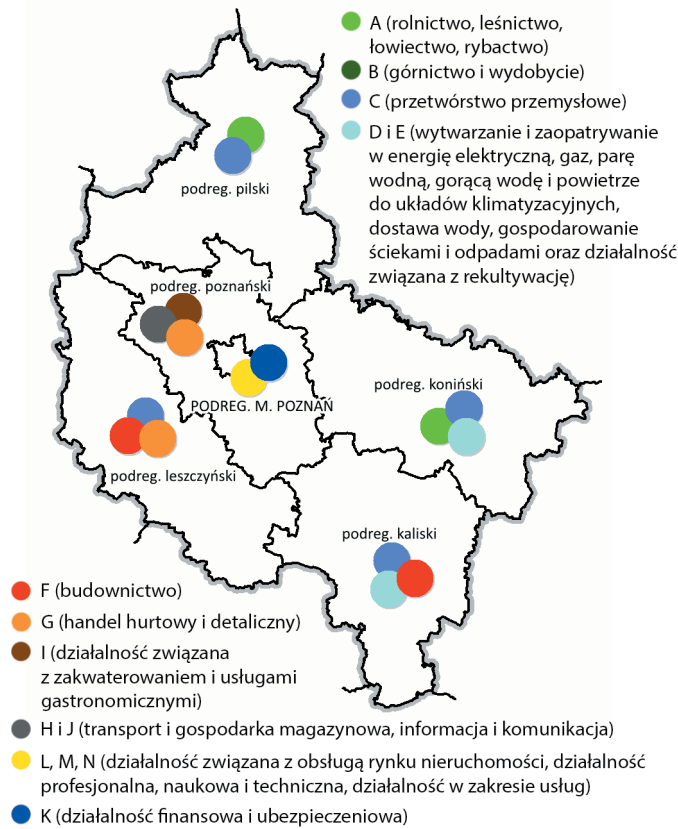 A (rolnictwo, leśnictwo,
łowiectwo, rybactwo)
B (górnictwo i wydobycie)
C (przetwórstwo przemysłowe)
D i E (wytwarzanie i zaopatrywanie
w energię elektryczną, gaz, parę
wodną, gorącą wodę i powietrze
do układów klimatyzacyjnych,
dostawa wody, gospodarowanie
ściekami i odpadami oraz działalność
związana z rekultywację)
podreg. pilski
podreg. poznański
PODREG. M. POZNAŃ
podreg. koniński
podreg. leszczyński
podreg. kaliski
F (budownictwo)
G (handel hurtowy i detaliczny)
I (działalność związana
z zakwaterowaniem i usługami
gastronomicznymi)
H i J (transport i gospodarka magazynowa, informacja i komunikacja)
L, M, N (działalność związana z obsługą rynku nieruchomości, działalność
profesjonalna, naukowa i techniczna, działalność w zakresie usług)
K (działalność finansowa i ubezpieczeniowa)